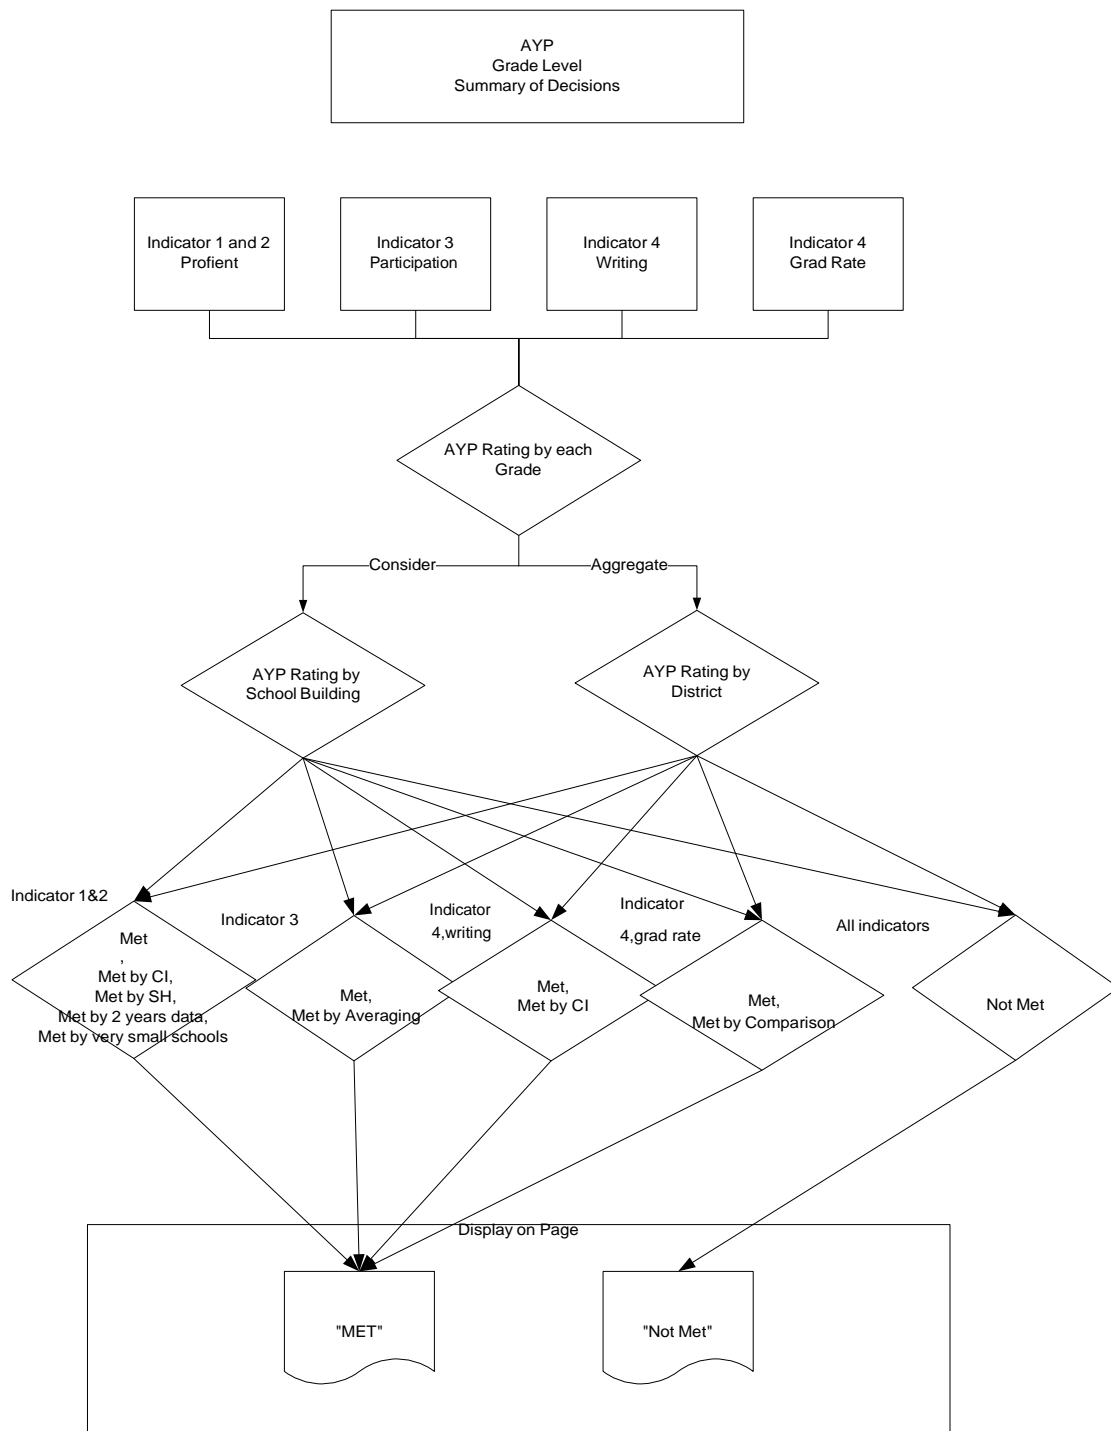 AYP
Grade Level
Summary of Decisions
Indicator 1 and 2
Profient
Indicator 3
Participation
Indicator 4
Writing
Indicator 4
Grad Rate
AYP Rating by each
Grade
Consider
Aggregate
AYP Rating by
School Building
AYP Rating by
District
Indicator 1&2
Indicator 3
Indicator
4,writing
Indicator
4,grad rate
All indicators
Met
,
Met by CI,
Met by SH,
Met by 2 years data,
Met by very small schools
Met,
Met by Averaging
Met,
Met by CI
Met,
Met by Comparison
Not Met
Display on Page
"MET"
"Not Met"